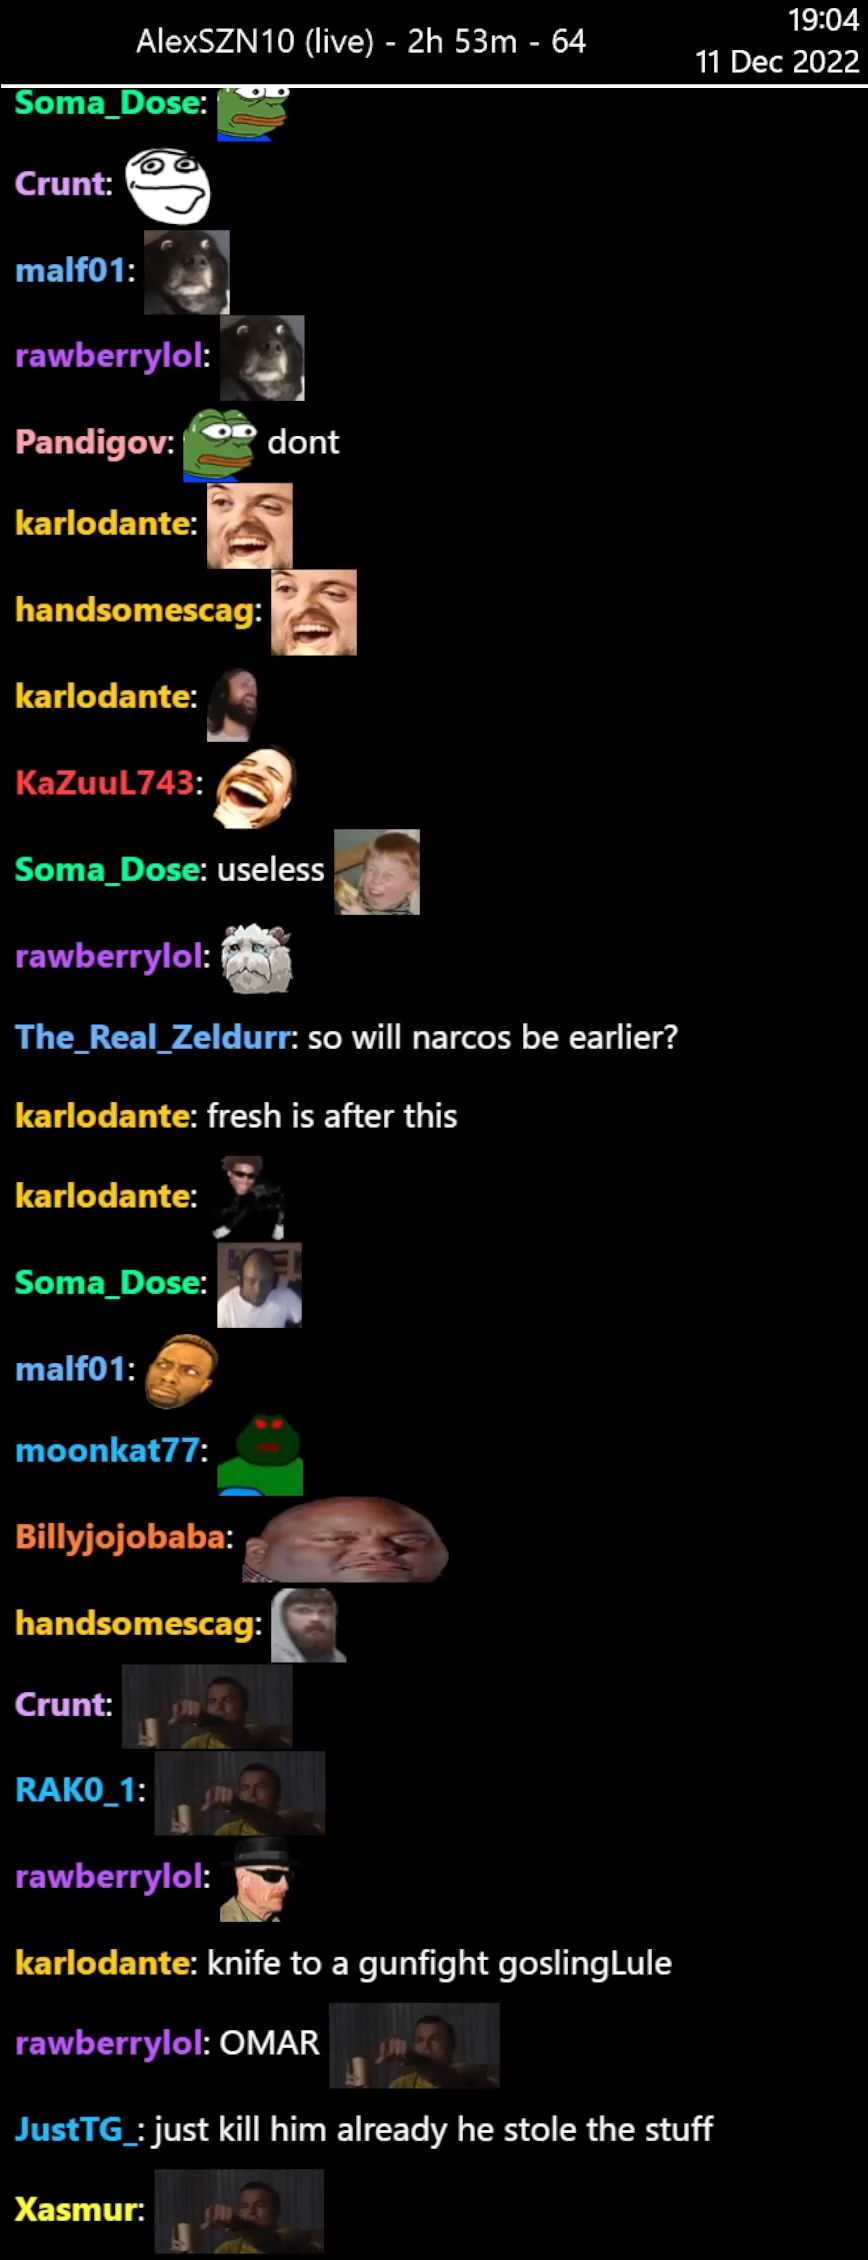 AlexSZN10 (live) - 2h 53m - 64
19:04
11 Dec 2022
Soma_Dose:
Crunt:
malf01:
rawberrylol:
Pandigov: dont
karlodante:
handsomescag:
karlodante:
KaZuuL743:
Soma_Dose: useless
rawberrylol:
The_Real_Zeldurr: so will narcos be earlier?
karlodante: fresh is after this
karlodante:
Soma_Dose:
malf01:
moonkat77:
Billyjojobaba:
handsomescag:
Crunt:
RAK0_1:
rawberrylol:
karlodante: knife to a gunfight goslingLule
rawberrylol: OMAR
JustTG_: just kill him already he stole the stuff
Xasmur: